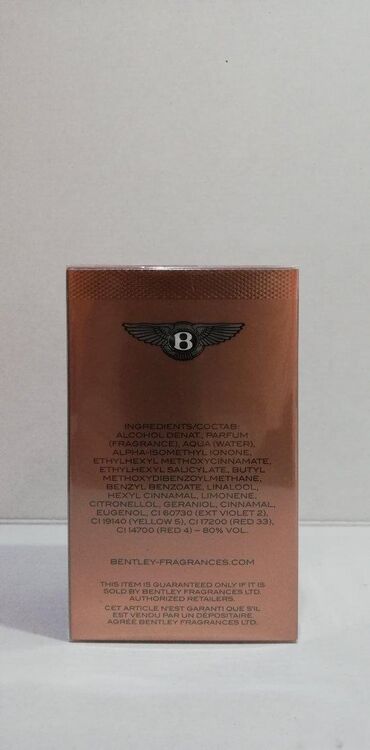 B
INGREDIENTS/СОСТАВ:
ALCOHOL DENAT., PARFUM
(FRAGRANCE), AQUA (WATER),
ALPHA-ISOMETHYL IONONE,
ETHYLHEXYL METHOXYCINNAMATE,
ETHYLHEXYL SALICYLATE, BUTYL
METHOXYDIBENZOYLMETHANE,
BENZYL BENZOATE, LINALOOL,
HEXYL CINNAMAL, LIMONENE,
CITRONELLOL, GERANIOL, CINNAMAL,
EUGENOL, CI 60730 (EXT VIOLET 2),
CI 19140 (YELLOW 5), CI 17200 (RED 33),
CI 14700 (RED 4) – 80% VOL.
BENTLEY-FRAGRANCES.COM
THIS ITEM IS GUARANTEED ONLY IF IT IS
SOLD BY BENTLEY FRAGRANCES LTD.
AUTHORIZED RETAILERS.
CET ARTICLE N'EST GARANTI QUE S'IL
EST VENDU PAR UN DÉPOSITAIRE
AGRÉÉ BENTLEY FRAGRANCES LTD.